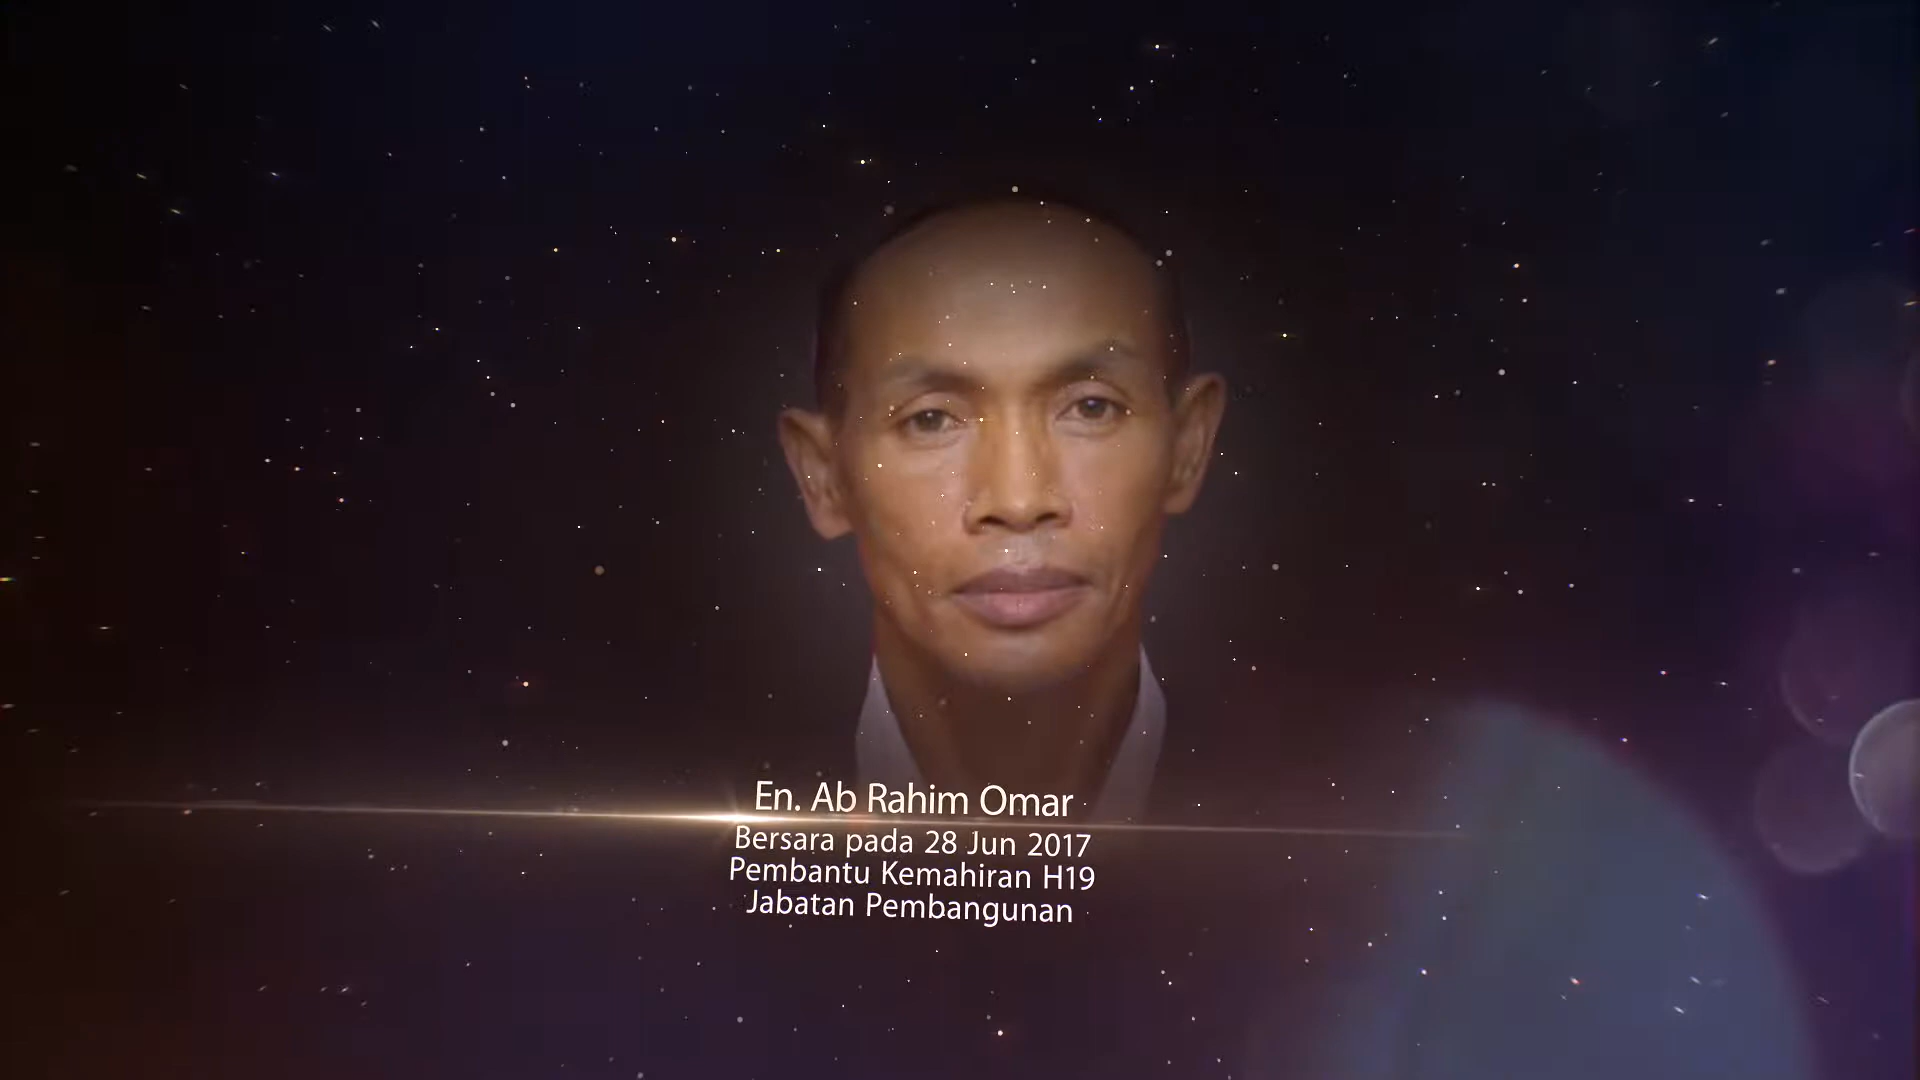 En. Ab Rahim Omar
Bersara pada 28 Jun 2017
Pembantu Kemahiran H19
Jabatan Pembangunan